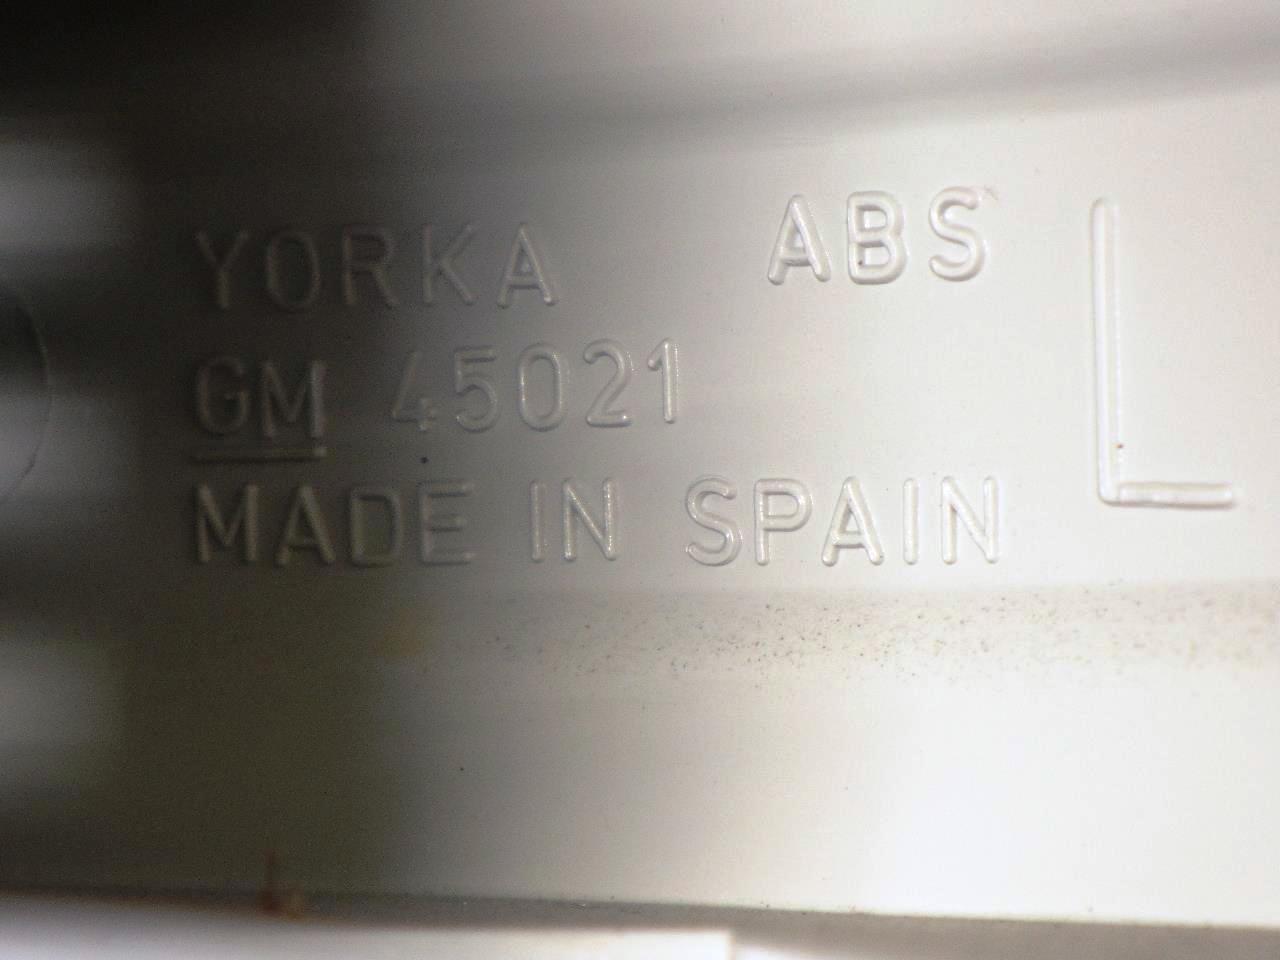 YORKA ABS L
GM 45021
MADE IN SPAIN